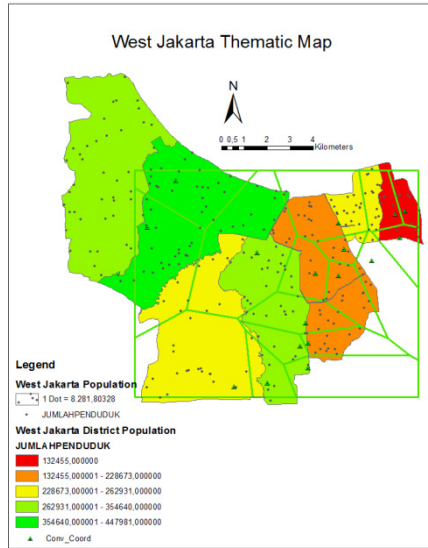 West Jakarta Thematic Map
N
0 0,5 1 2 3 4
Kilometers
Legend
West Jakarta Population
1 Dot = 8.281,80328
JUMLAHPENDUDUK
West Jakarta District Population
JUMLAHPENDUDUK
132455,000000
132455,000001 - 228673,000000
228673,000001 - 262931,000000
262931,000001 - 354640,000000
354640,000001 - 447981,000000
Conv_Coord